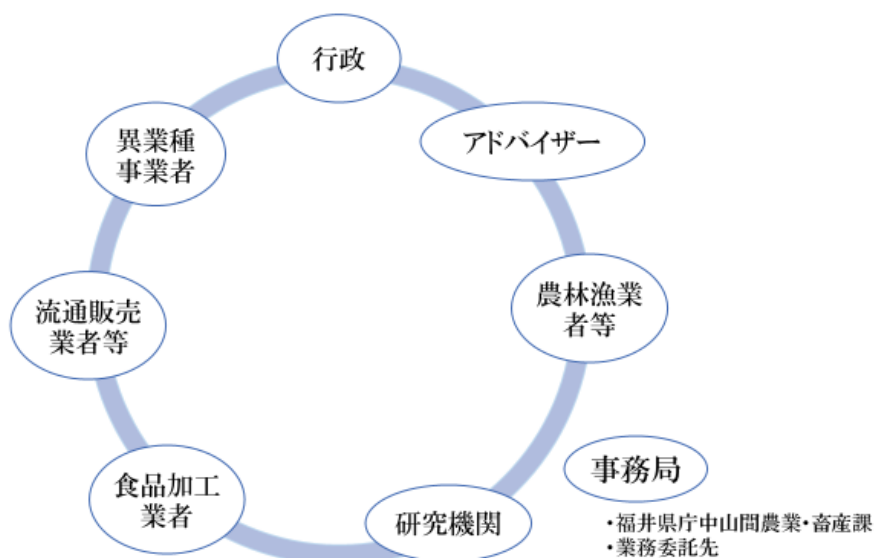 行政
アドバイザー
異業種
事業者
農林漁業
者等
流通販売
業者等
食品加工
業者
研究機関
事務局
・福井県庁中山間農業・畜産課
・業務委託先